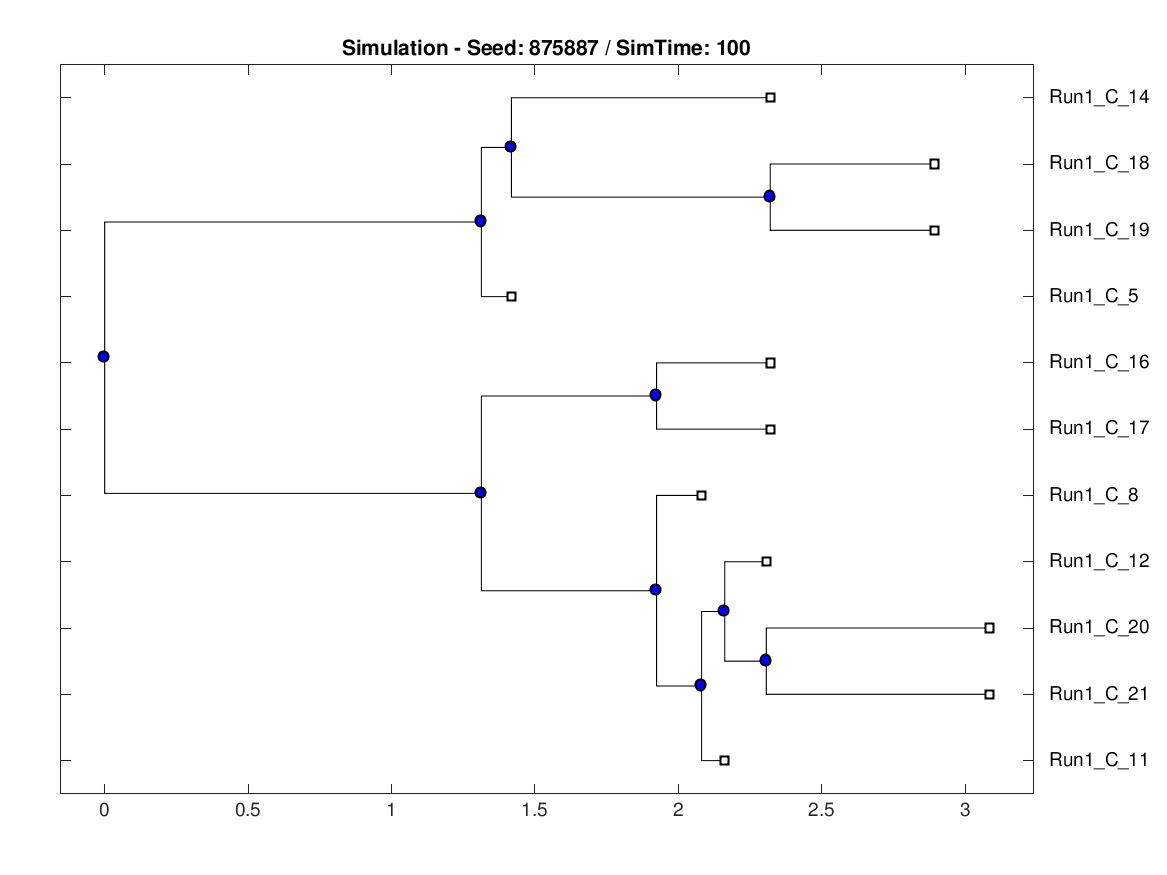 Simulation - Seed: 875887 / SimTime: 100
Run1_C_14
Run1_C_18
Run1_C_19
Run1_C_5
Run1_C_16
Run1_C_17
Run1_C_8
Run1_C_12
Run1_C_20
Run1_C_21
Run1_C_11
0 0.5 1 1.5 2 2.5 3